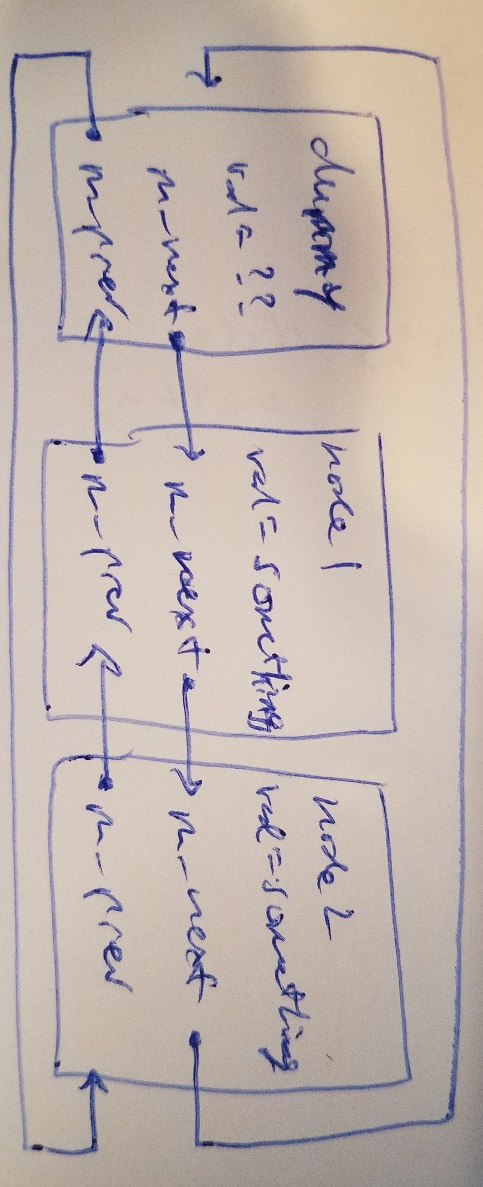 dummy
val = ??
m_next
m_prev
node 1
val = something
m_next
m_prev
node 2
val = something
m_next
m_prev